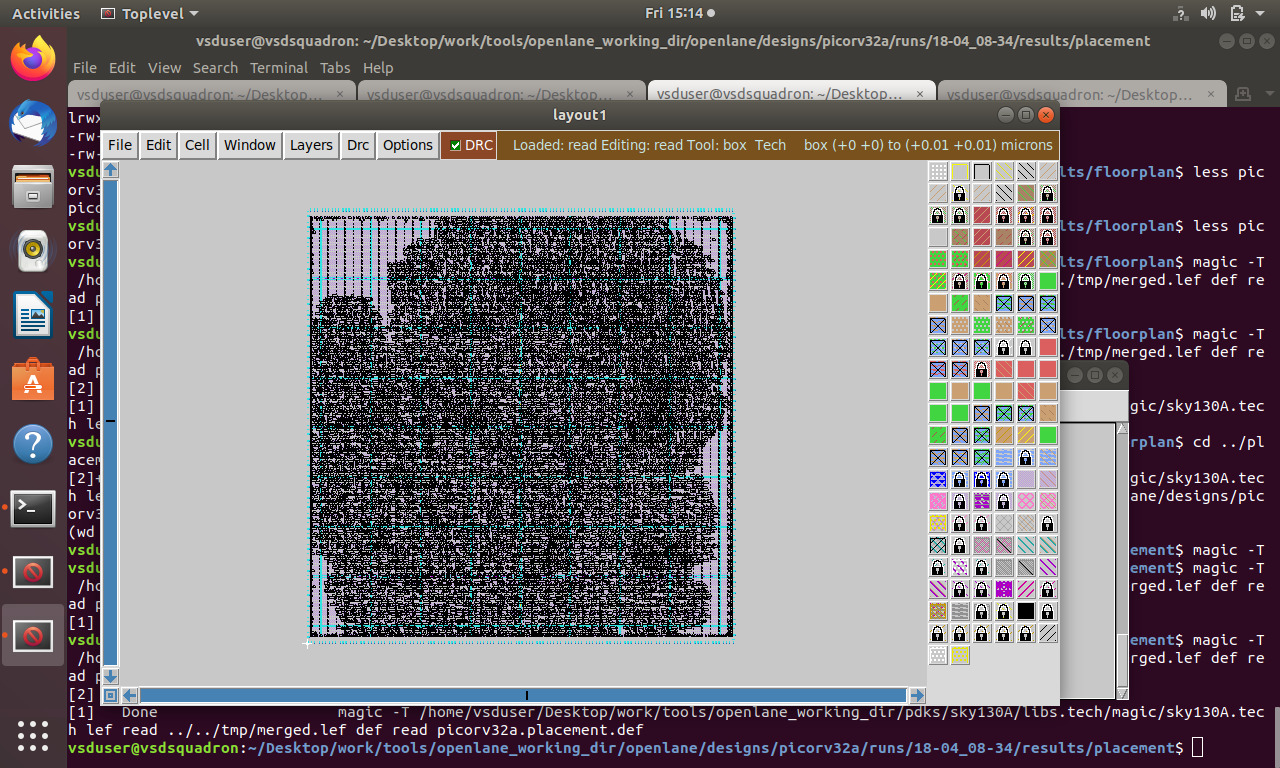 Activities Toplevel Fri 15:14
vsduser@vsdsquadron: ~/Desktop/work/tools/openlane_working_dir/openlane/designs/picorv32a/runs/18-04_08-34/results/placement
File Edit View Search Terminal Tabs Help
vsduser@vsdsquadron: ~/Desktop... × vsduser@vsdsquadron: ~/Desktop... × vsduser@vsdsquadron: ~/Desktop... × vsduser@vsdsquadron: ~/Desktop... ×
layout1
File Edit Cell Window Layers Drc Options DRC Loaded: read Editing: read Tool: box Tech box (+0 +0) to (+0.01 +0.01) microns
lrwx
-rw-
-rw-
vsdu lts/floorplan$ less pic
orv3
pico
vsdu lts/floorplan$ less pic
orv3
vsdu lts/floorplan$ magic -T
/ho ./tmp/merged.lef def re
ad p
[1]
vsdu lts/floorplan$ magic -T
/ho ./tmp/merged.lef def re
ad p
[2]
[1] agic/sky130A.tec
h le
vsdu orplan$ cd ../pl
acem
[2]+ agic/sky130A.tec
h le ane/designs/pic
orv3
(wd
vsdu ement$ magic -T
vsdu ement$ magic -T
/ho erged.lef def re
ad p
[1]
vsdu ement$ magic -T
/ho erged.lef def re
ad p
[2]
[1] Done magic -T /home/vsduser/Desktop/work/tools/openlane_working_dir/pdks/sky130A/libs.tech/magic/sky130A.tec
h lef read ../../tmp/merged.lef def read picorv32a.placement.def
vsduser@vsdsquadron:~/Desktop/work/tools/openlane_working_dir/openlane/designs/picorv32a/runs/18-04_08-34/results/placement$